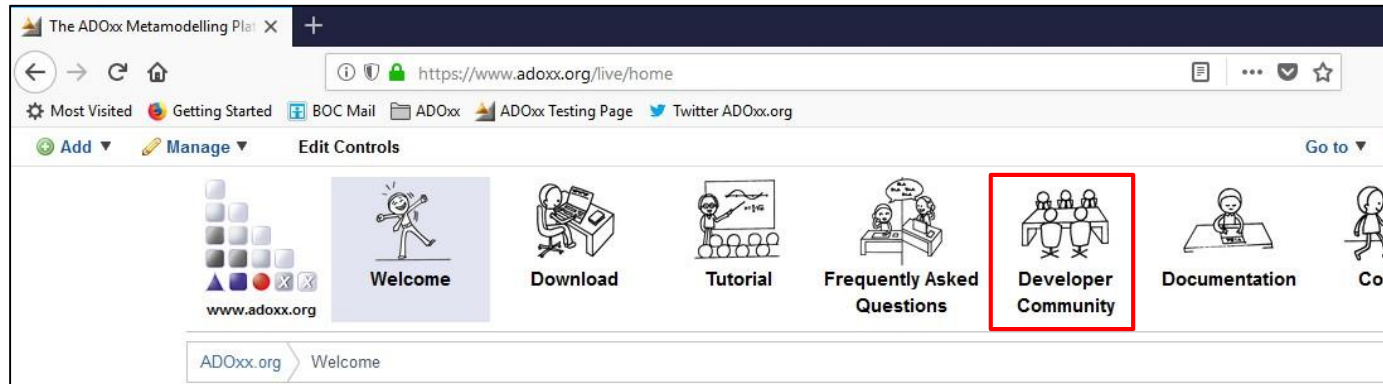 The ADOxx Metamodelling Plat
https://www.adoxx.org/live/home
Most Visited Getting Started BOC Mail ADOxx ADOxx Testing Page Twitter ADOxx.org
Add Manage Edit Controls Go to
Welcome Download Tutorial Frequently Asked Questions Developer Community Documentation Co
www.adoxx.org
ADOxx.org Welcome